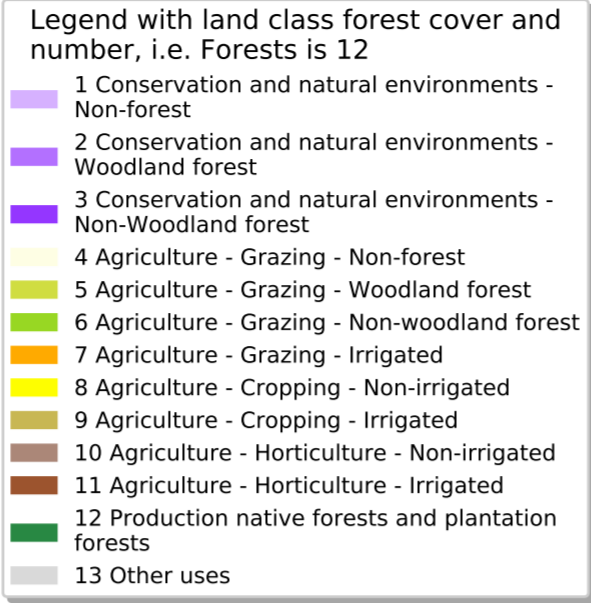 Legend with land class forest cover and
number, i.e. Forests is 12
1 Conservation and natural environments -
Non-forest
2 Conservation and natural environments -
Woodland forest
3 Conservation and natural environments -
Non-Woodland forest
4 Agriculture - Grazing - Non-forest
5 Agriculture - Grazing - Woodland forest
6 Agriculture - Grazing - Non-woodland forest
7 Agriculture - Grazing - Irrigated
8 Agriculture - Cropping - Non-irrigated
9 Agriculture - Cropping - Irrigated
10 Agriculture - Horticulture - Non-irrigated
11 Agriculture - Horticulture - Irrigated
12 Production native forests and plantation
forests
13 Other uses